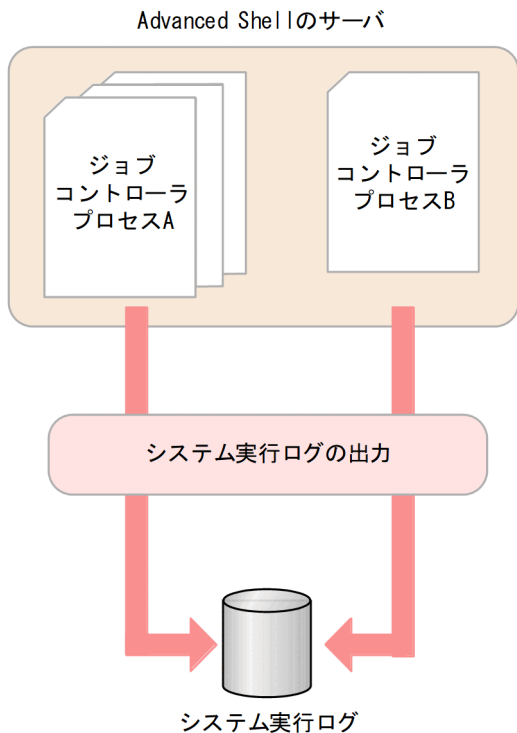 Advanced Shellのサーバ
ジョブ
コントローラ
プロセスA
ジョブ
コントローラ
プロセスB
システム実行ログの出力
システム実行ログ